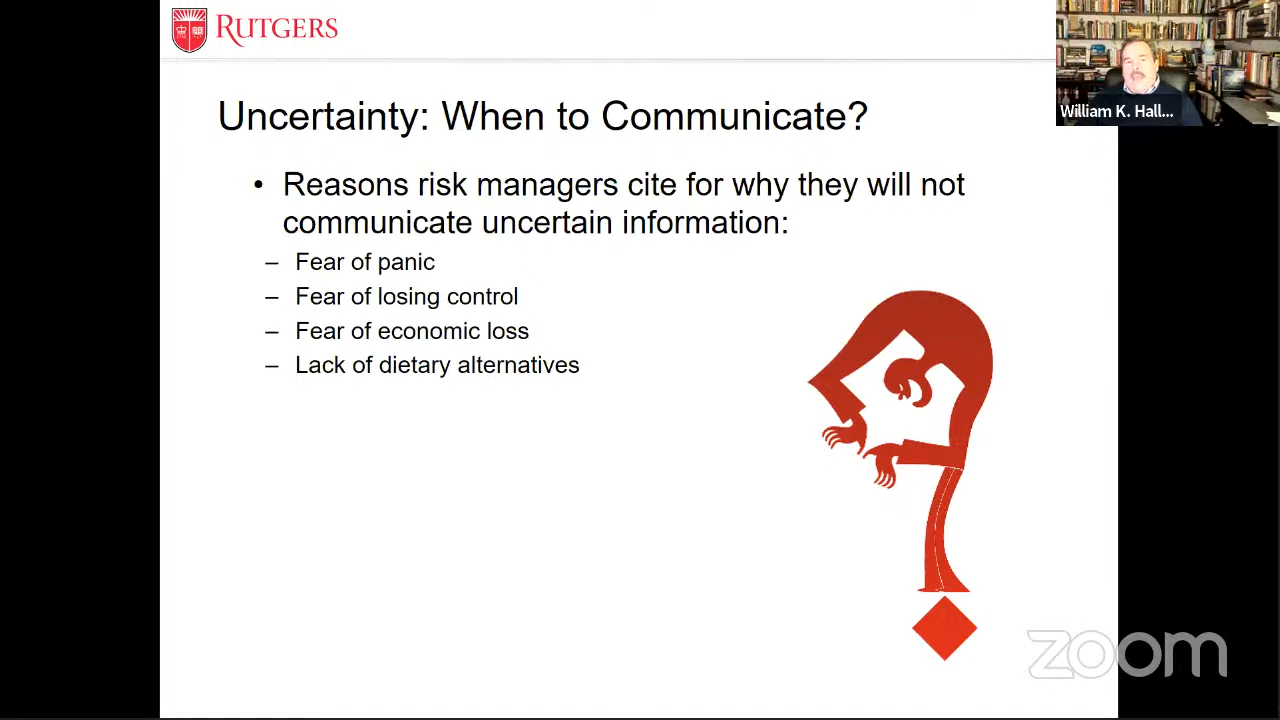 RUTGERS
William K. Hall...
Uncertainty: When to Communicate?
• Reasons risk managers cite for why they will not
communicate uncertain information:
– Fear of panic
– Fear of losing control
– Fear of economic loss
– Lack of dietary alternatives
zoom